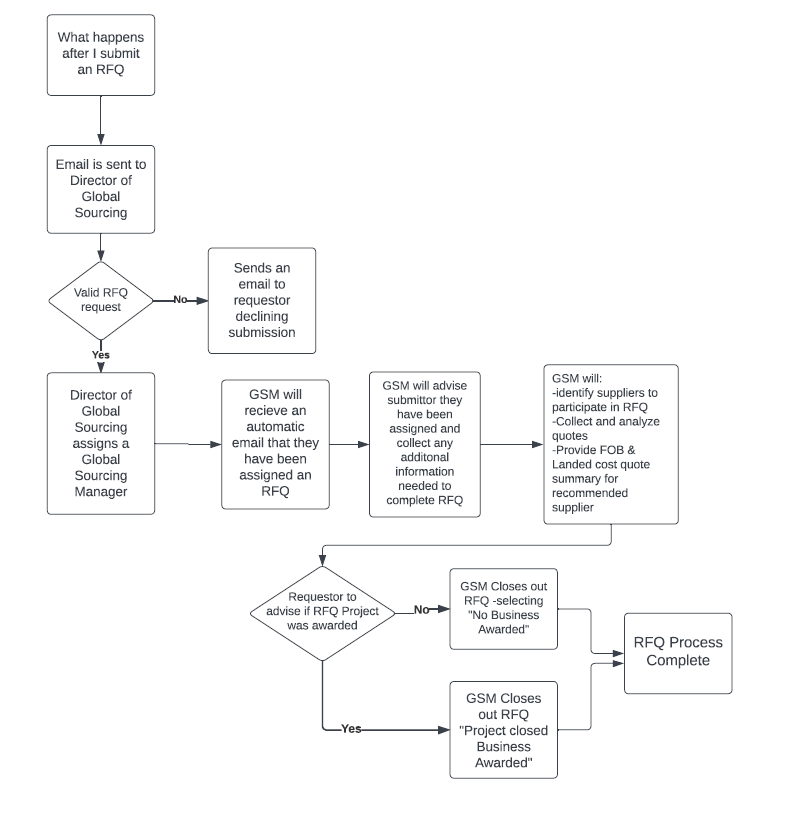 What happens
after I submit
an RFQ
Email is sent to
Director of
Global
Sourcing
Valid RFQ
request
No
Sends an
email to
requestor
declining
submission
Yes
Director of
Global
Sourcing
assigns a
Global
Sourcing
Manager
GSM will
recieve an
automatic
email that they
have been
assigned an
RFQ
GSM will advise
submittor they
have been
assigned and
collect any
additonal
information
needed to
complete RFQ
GSM will:
-identify suppliers to
participate in RFQ
-Collect and analyze
quotes
-Provide FOB &
Landed cost quote
summary for
recommended
supplier
Requestor to
advise if RFQ Project
was awarded
No
GSM Closes out
RFQ -selecting
"No Business
Awarded"
RFQ Process
Complete
Yes
GSM Closes
out RFQ
"Project closed
Business
Awarded"